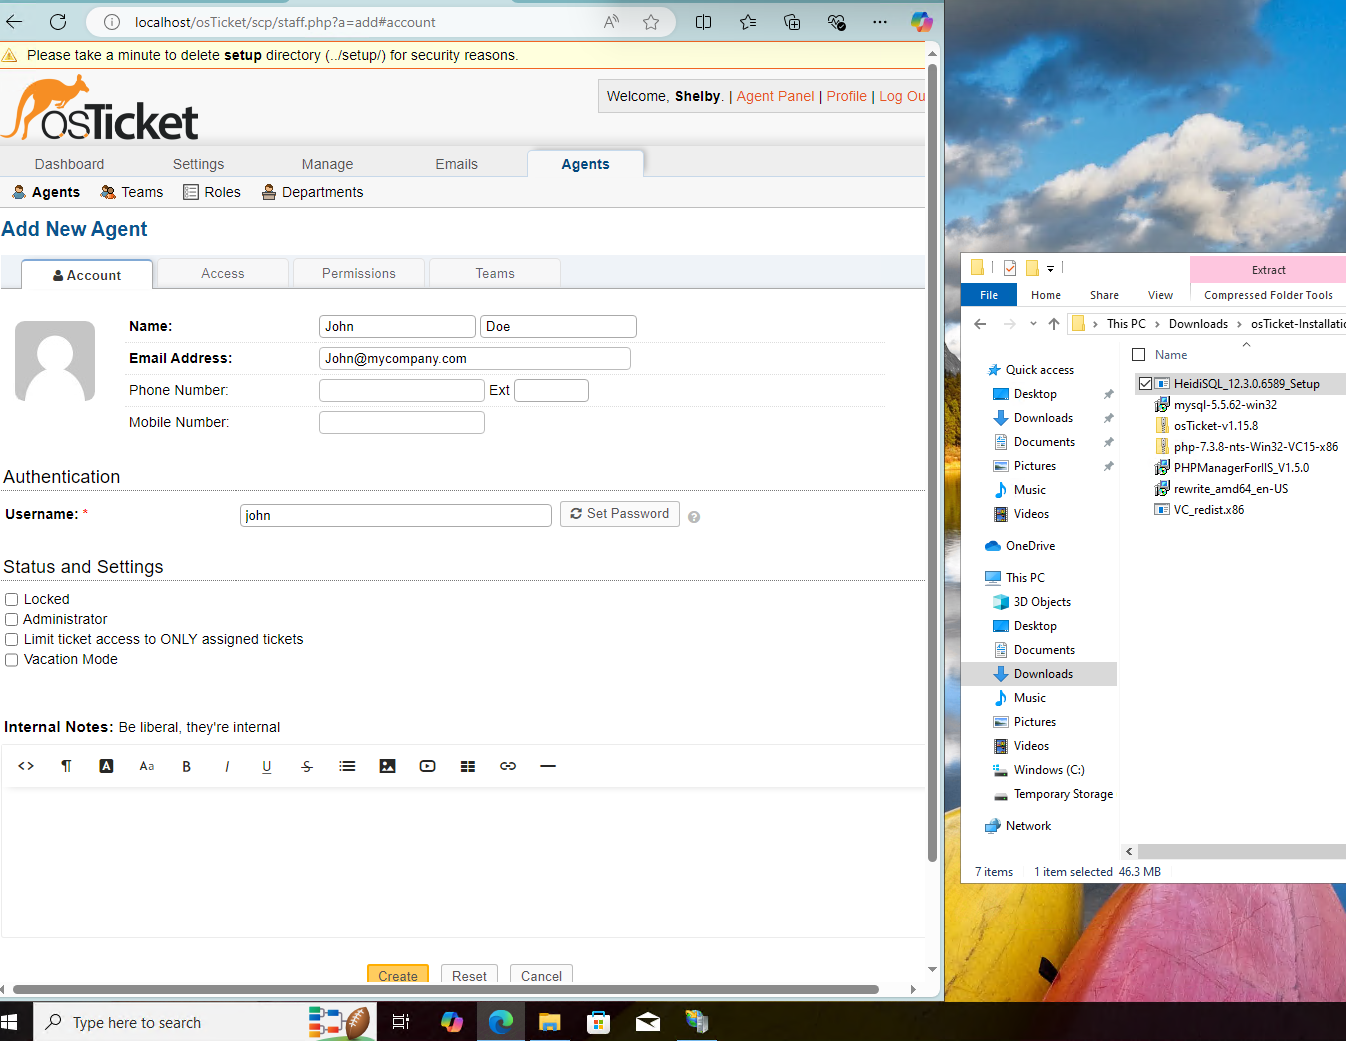 localhost/osTicket/scp/staff.php?a=add#account
Please take a minute to delete setup directory (../setup/) for security reasons.
osTicket
Welcome, Shelby. | Agent Panel | Profile | Log Ou
Dashboard Settings Manage Emails Agents
Agents Teams Roles Departments
Add New Agent
Account Access Permissions Teams
Name: John Doe
Email Address: John@mycompany.com
Phone Number: Ext
Mobile Number:
Authentication
Username: * john Set Password ?
Status and Settings
Locked
Administrator
Limit ticket access to ONLY assigned tickets
Vacation Mode
Internal Notes: Be liberal, they're internal
<> ¶ A Aa B I U S
Create Reset Cancel
Type here to search
Extract
File Home Share View Compressed Folder Tools
This PC > Downloads > osTicket-Installatio
Name
Quick access
Desktop
Downloads
Documents
Pictures
Music
Videos
OneDrive
This PC
3D Objects
Desktop
Documents
Downloads
Music
Pictures
Videos
Windows (C:)
Temporary Storage
Network
HeidiSQL_12.3.0.6589_Setup
mysql-5.5.62-win32
osTicket-v1.15.8
php-7.3.8-nts-Win32-VC15-x86
PHPManagerForIIS_V1.5.0
rewrite_amd64_en-US
VC_redist.x86
7 items 1 item selected 46.3 MB